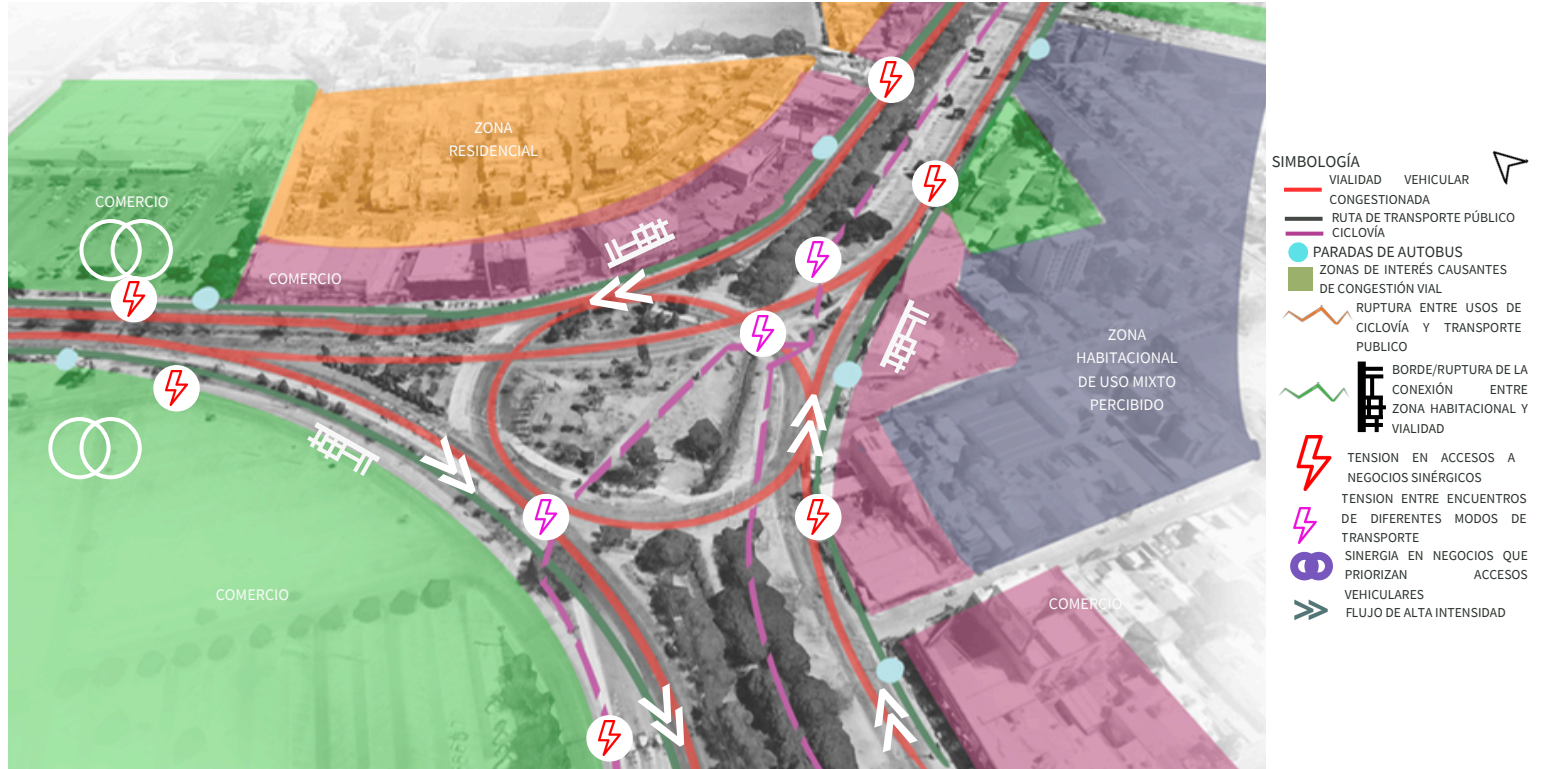 ZONA
RESIDENCIAL
COMERCIO
COMERCIO
ZONA
HABITACIONAL
DE USO MIXTO
PERCIBIDO
COMERCIO
COMERCIO
SIMBOLOGÍA
VIALIDAD VEHICULAR
CONGESTIONADA
RUTA DE TRANSPORTE PÚBLICO
CICLOVÍA
PARADAS DE AUTOBUS
ZONAS DE INTERÉS CAUSANTES
DE CONGESTIÓN VIAL
RUPTURA ENTRE USOS DE
CICLOVÍA Y TRANSPORTE
PUBLICO
BORDE/RUPTURA DE LA
CONEXIÓN ENTRE
ZONA HABITACIONAL Y
VIALIDAD
TENSION EN ACCESOS A
NEGOCIOS SINÉRGICOS
TENSION ENTRE ENCUENTROS
DE DIFERENTES MODOS DE
TRANSPORTE
SINERGIA EN NEGOCIOS QUE
PRIORIZAN ACCESOS
VEHICULARES
FLUJO DE ALTA INTENSIDAD